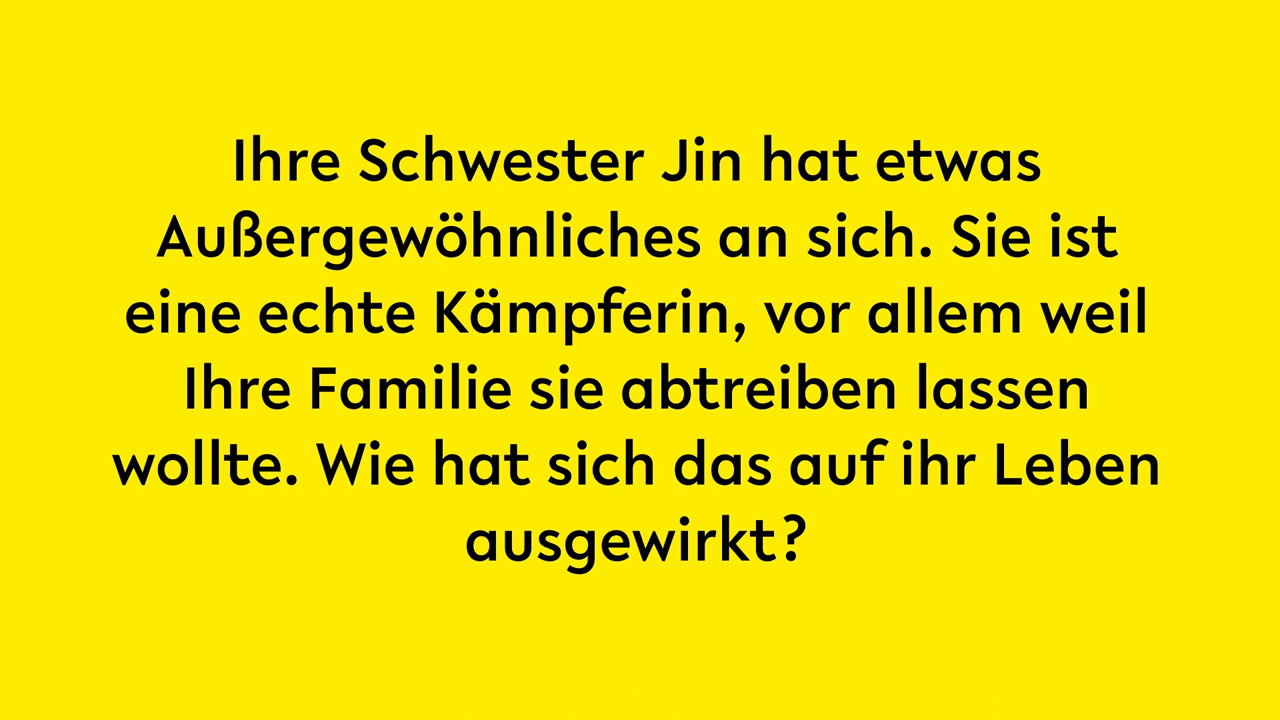 Ihre Schwester Jin hat etwas
Außergewöhnliches an sich. Sie ist
eine echte Kämpferin, vor allem weil
Ihre Familie sie abtreiben lassen
wollte. Wie hat sich das auf ihr Leben
ausgewirkt?